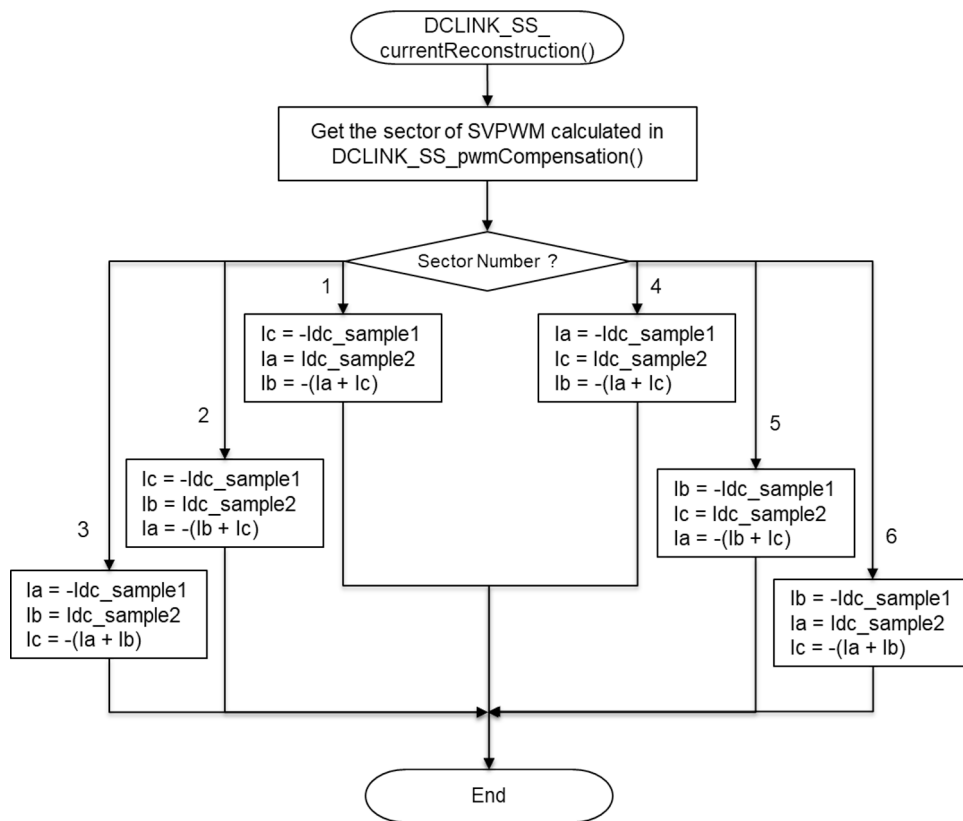 DCLINK_SS_
currentReconstruction()
Get the sector of SVPWM calculated in
DCLINK_SS_pwmCompensation()
Sector Number ?
1
Ic = -Idc_sample1
Ia = Idc_sample2
Ib = -(Ia + Ic)
4
Ia = -Idc_sample1
Ic = Idc_sample2
Ib = -(Ia + Ic)
2
Ic = -Idc_sample1
Ib = Idc_sample2
Ia = -(Ib + Ic)
5
Ib = -Idc_sample1
Ic = Idc_sample2
Ia = -(Ib + Ic)
3
Ia = -Idc_sample1
Ib = Idc_sample2
Ic = -(Ia + Ib)
6
Ib = -Idc_sample1
Ia = Idc_sample2
Ic = -(Ia + Ib)
End